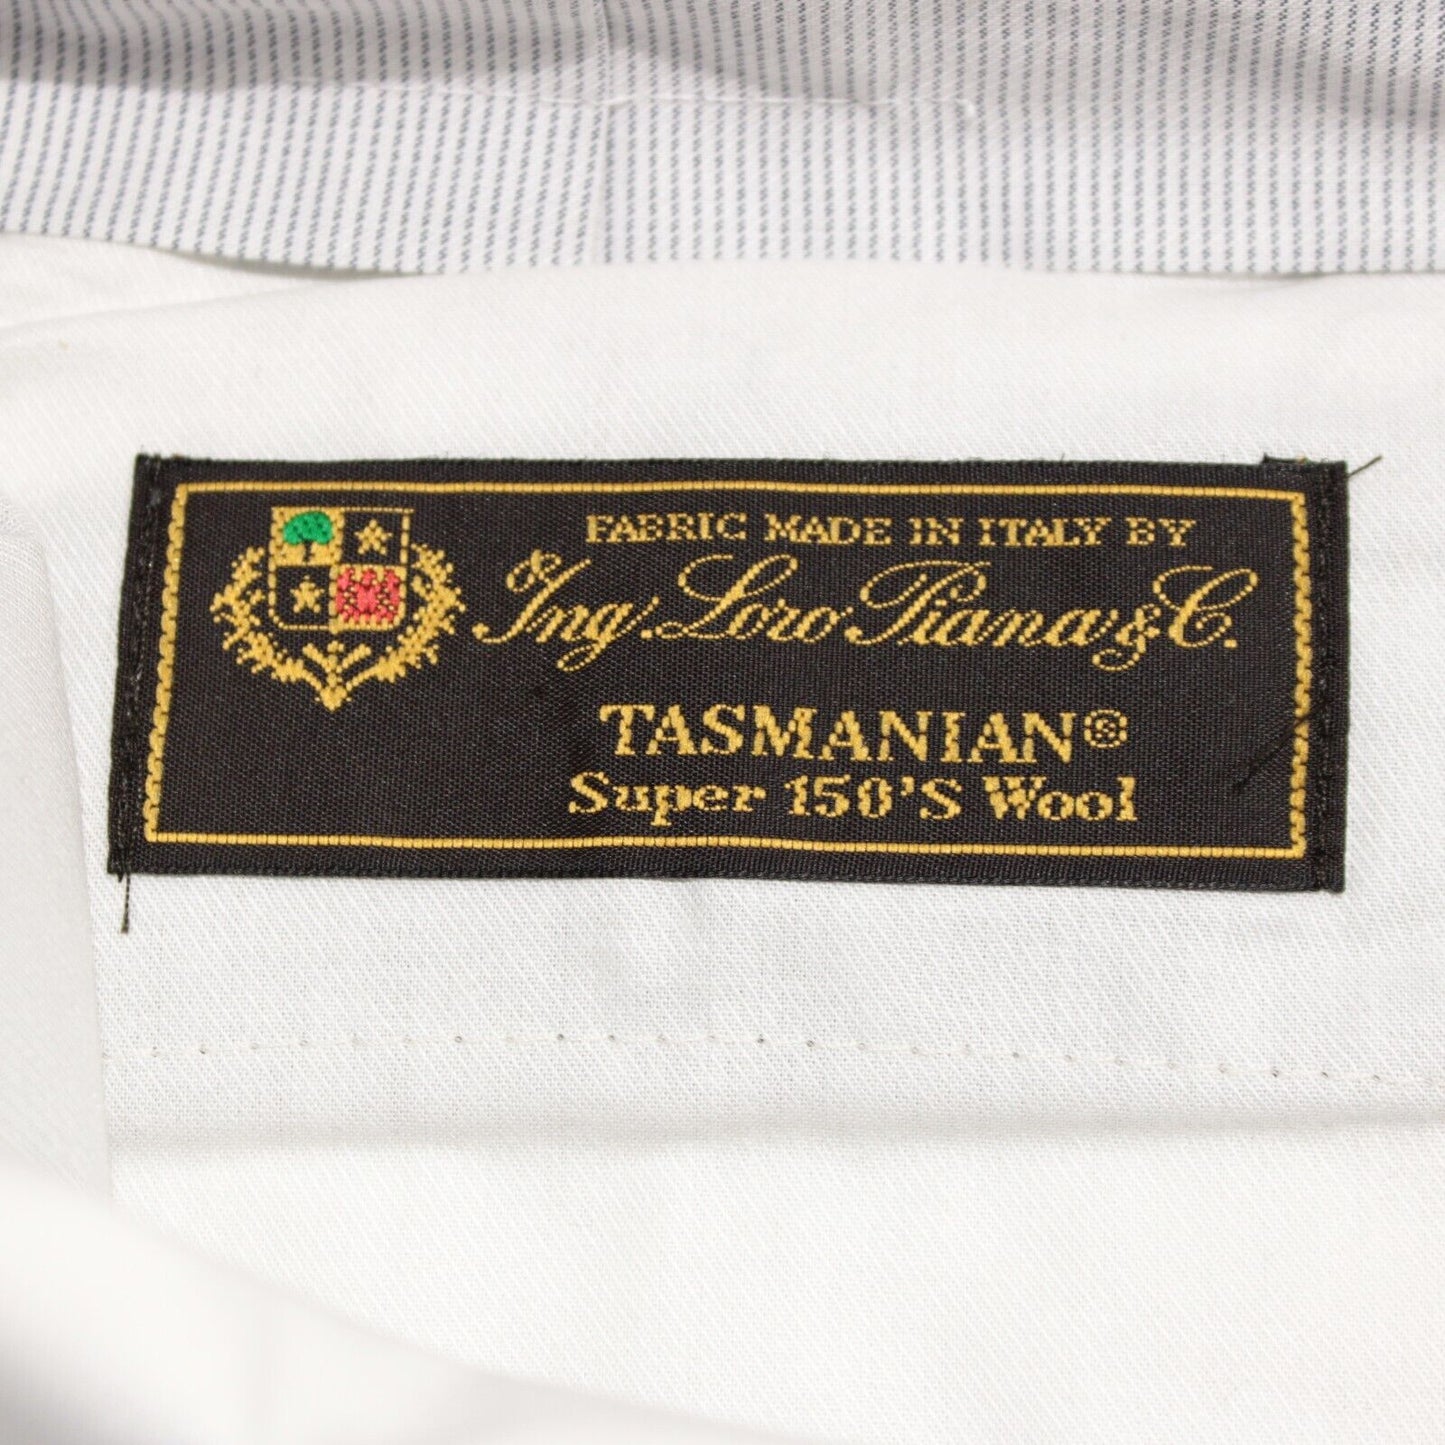 FABRIC MADE IN ITALY BY
Ing. Loro Piana & C.
TASMANIAN®
Super 150'S Wool